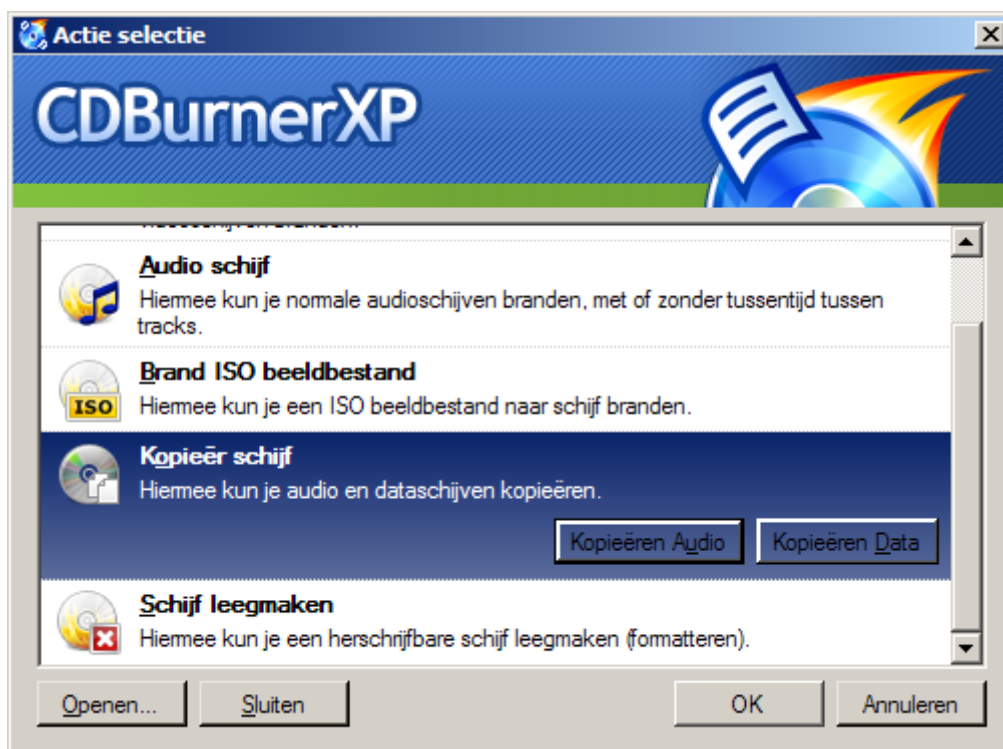 Actie selectie
CDBurnerXP
Audio schijf
Hiermee kun je normale audioschijven branden, met of zonder tussentijd tussen
tracks.
Brand ISO beeldbestand
ISO
Hiermee kun je een ISO beeldbestand naar schijf branden.
Kopieër schijf
Hiermee kun je audio en dataschijven kopieëren.
Kopieëren Audio
Kopieëren Data
Schijf leegmaken
Hiermee kun je een herschrijfbare schijf leegmaken (formatteren).
Openen...
Sluiten
OK
Annuleren